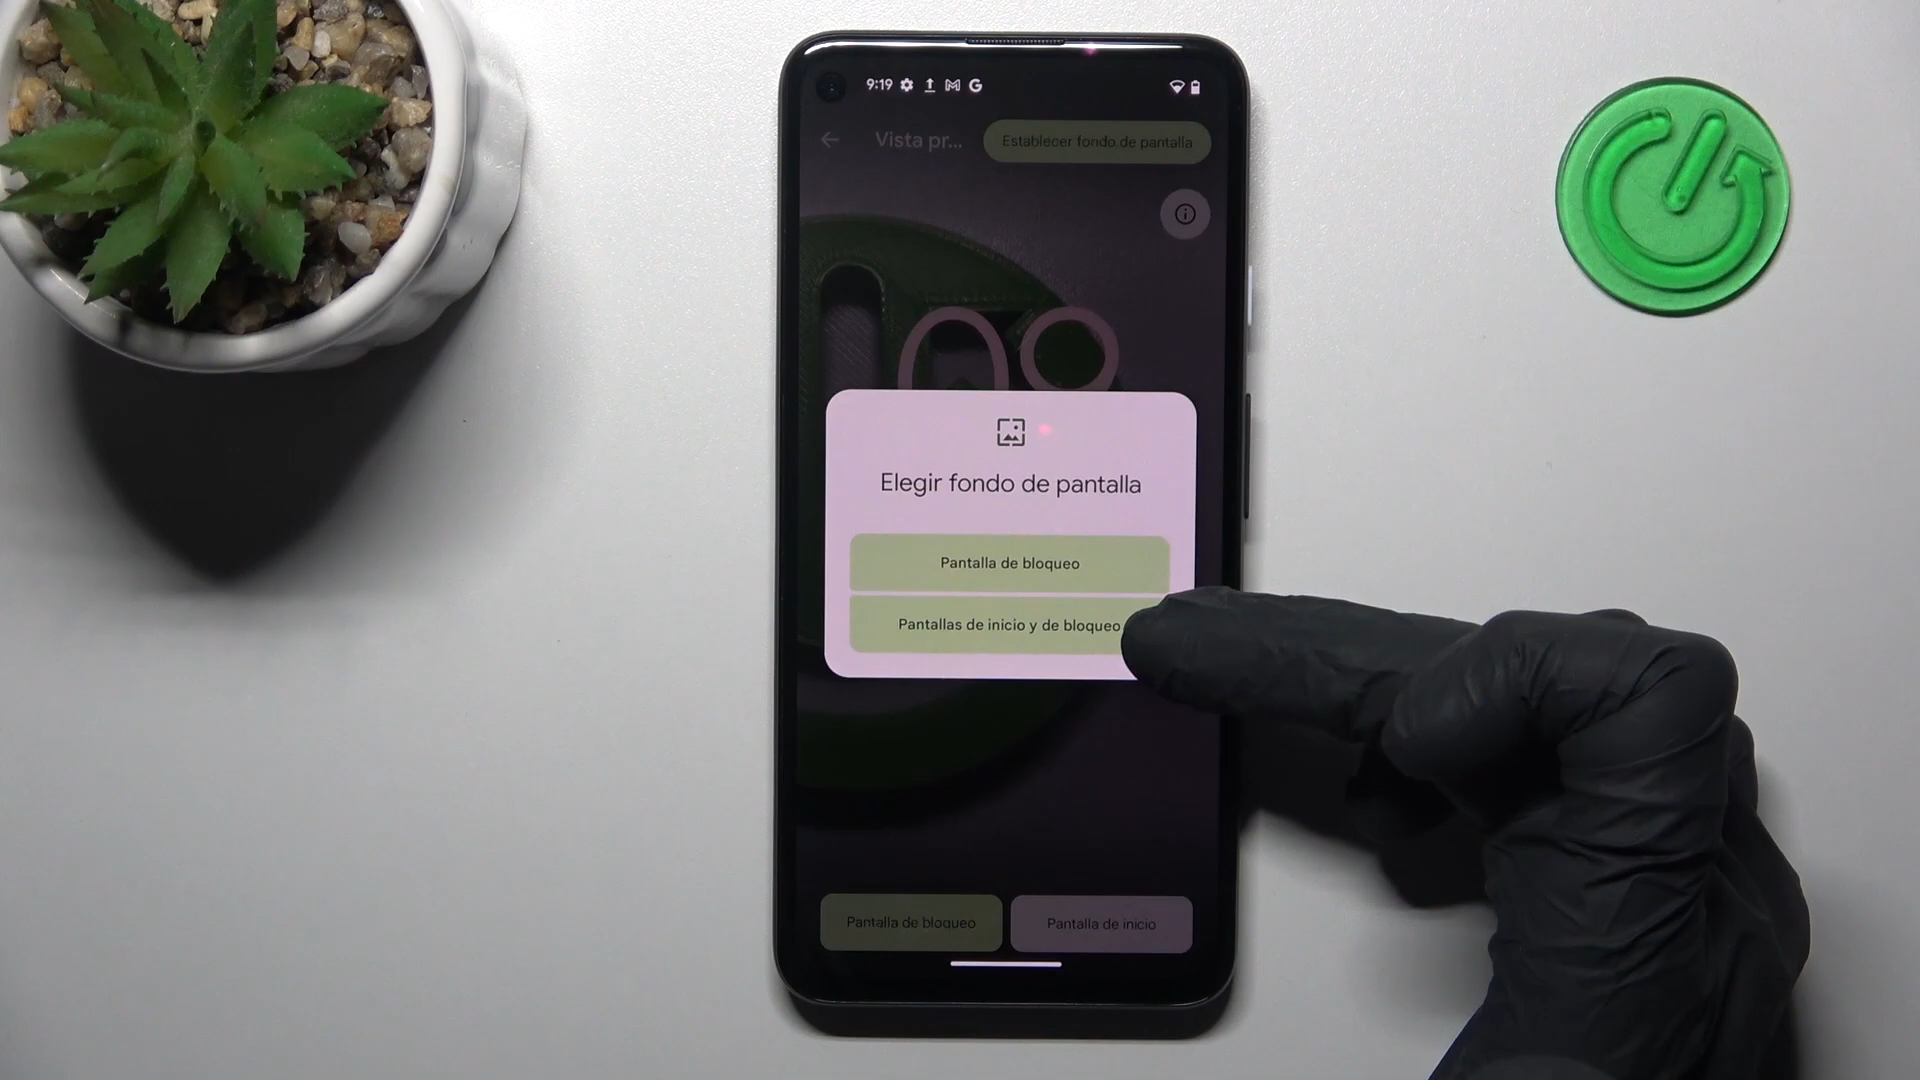 9:19
Vista pr...
Establecer fondo de pantalla
Elegir fondo de pantalla
Pantalla de bloqueo
Pantallas de inicio y de bloqueo
Pantalla de bloqueo
Pantalla de inicio